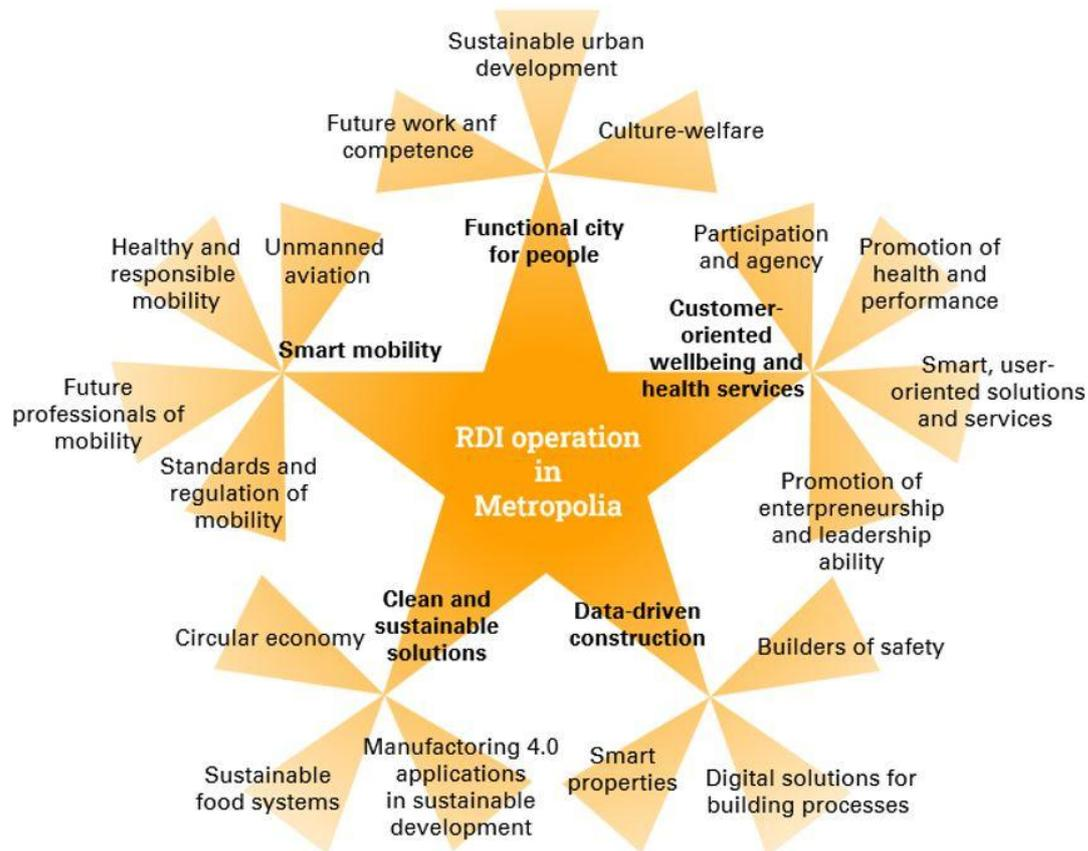 Sustainable urban
development
Future work anf
competence
Culture-welfare
Functional city
for people
Healthy and
responsible
mobility
Unmanned
aviation
Smart mobility
Future
professionals of
mobility
Standards and
regulation of
mobility
Participation
and agency
Promotion of
health and
performance
Customer-
oriented
wellbeing and
health services
Smart, user-
oriented solutions
and services
Promotion of
enterpreneurship
and leadership
ability
RDI operation
in
Metropolia
Clean and
sustainable
solutions
Circular economy
Sustainable
food systems
Manufactoring 4.0
applications
in sustainable
development
Data-driven
construction
Builders of safety
Smart
properties
Digital solutions for
building processes